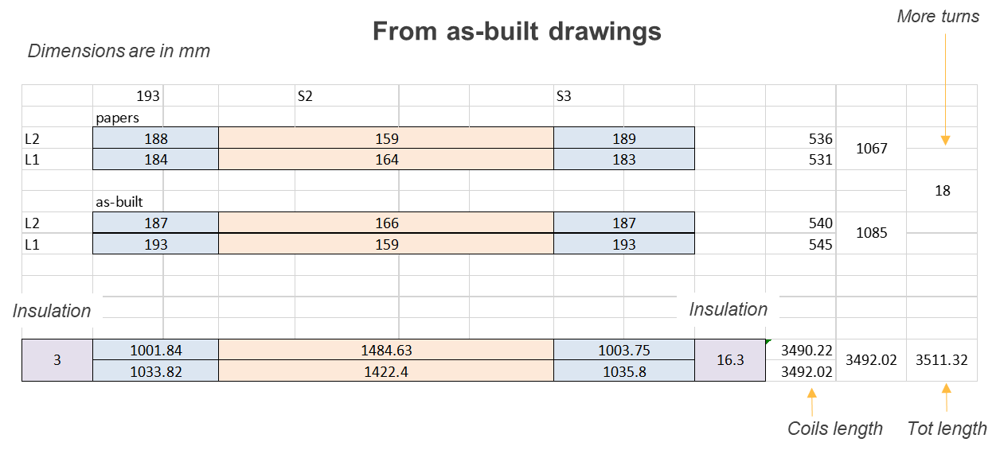 More turns
From as-built drawings
Dimensions are in mm
193 S2 S3
papers
L2 188 159 189 536
1067
L1 184 164 183 531
18
as-built
L2 187 166 187 540
1085
L1 193 159 193 545
Insulation Insulation
1001.84 1484.63 1003.75 3490.22
3 16.3 3492.02 3511.32
1033.82 1422.4 1035.8 3492.02
Coils length Tot length